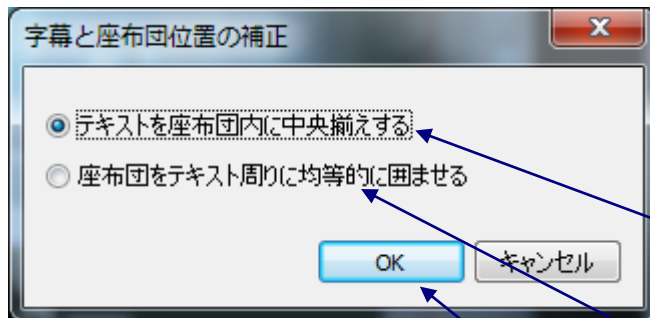 字幕と座布団位置の補正
テキストを座布団内に中央揃えする
座布団をテキスト周りに均等的に囲ませる
OK キャンセル